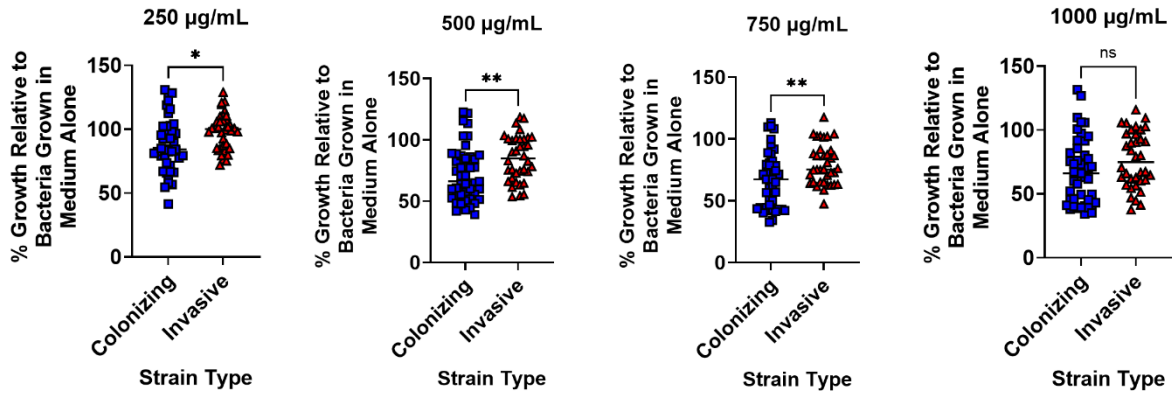 250 µg/mL
% Growth Relative to
Bacteria Grown in
Medium Alone
150
100
50
0
*
Colonizing
Invasive
Strain Type
500 µg/mL
% Growth Relative to
Bacteria Grown in
Medium Alone
150
100
50
0
**
Colonizing
Invasive
Strain Type
750 µg/mL
% Growth Relative to
Bacteria Grown in
Medium Alone
150
100
50
0
**
Colonizing
Invasive
Strain Type
1000 µg/mL
% Growth Relative to
Bacteria Grown in
Medium Alone
150
100
50
0
ns
Colonizing
Invasive
Strain Type